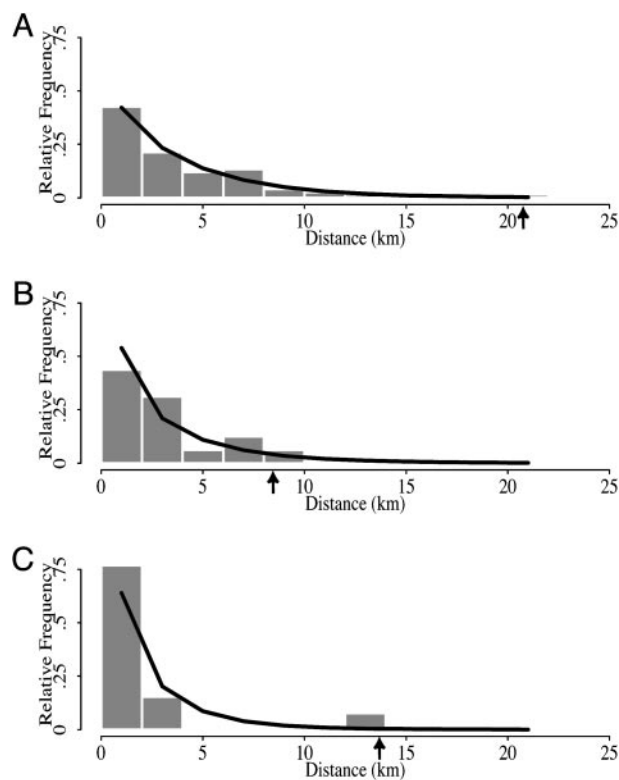 A
Relative Frequency
0 .25 .5 .75
0 5 10 15 20 25
Distance (km)
B
Relative Frequency
0 .25 .5 .75
0 5 10 15 20 25
Distance (km)
C
Relative Frequency
0 .25 .5 .75
0 5 10 15 20 25
Distance (km)